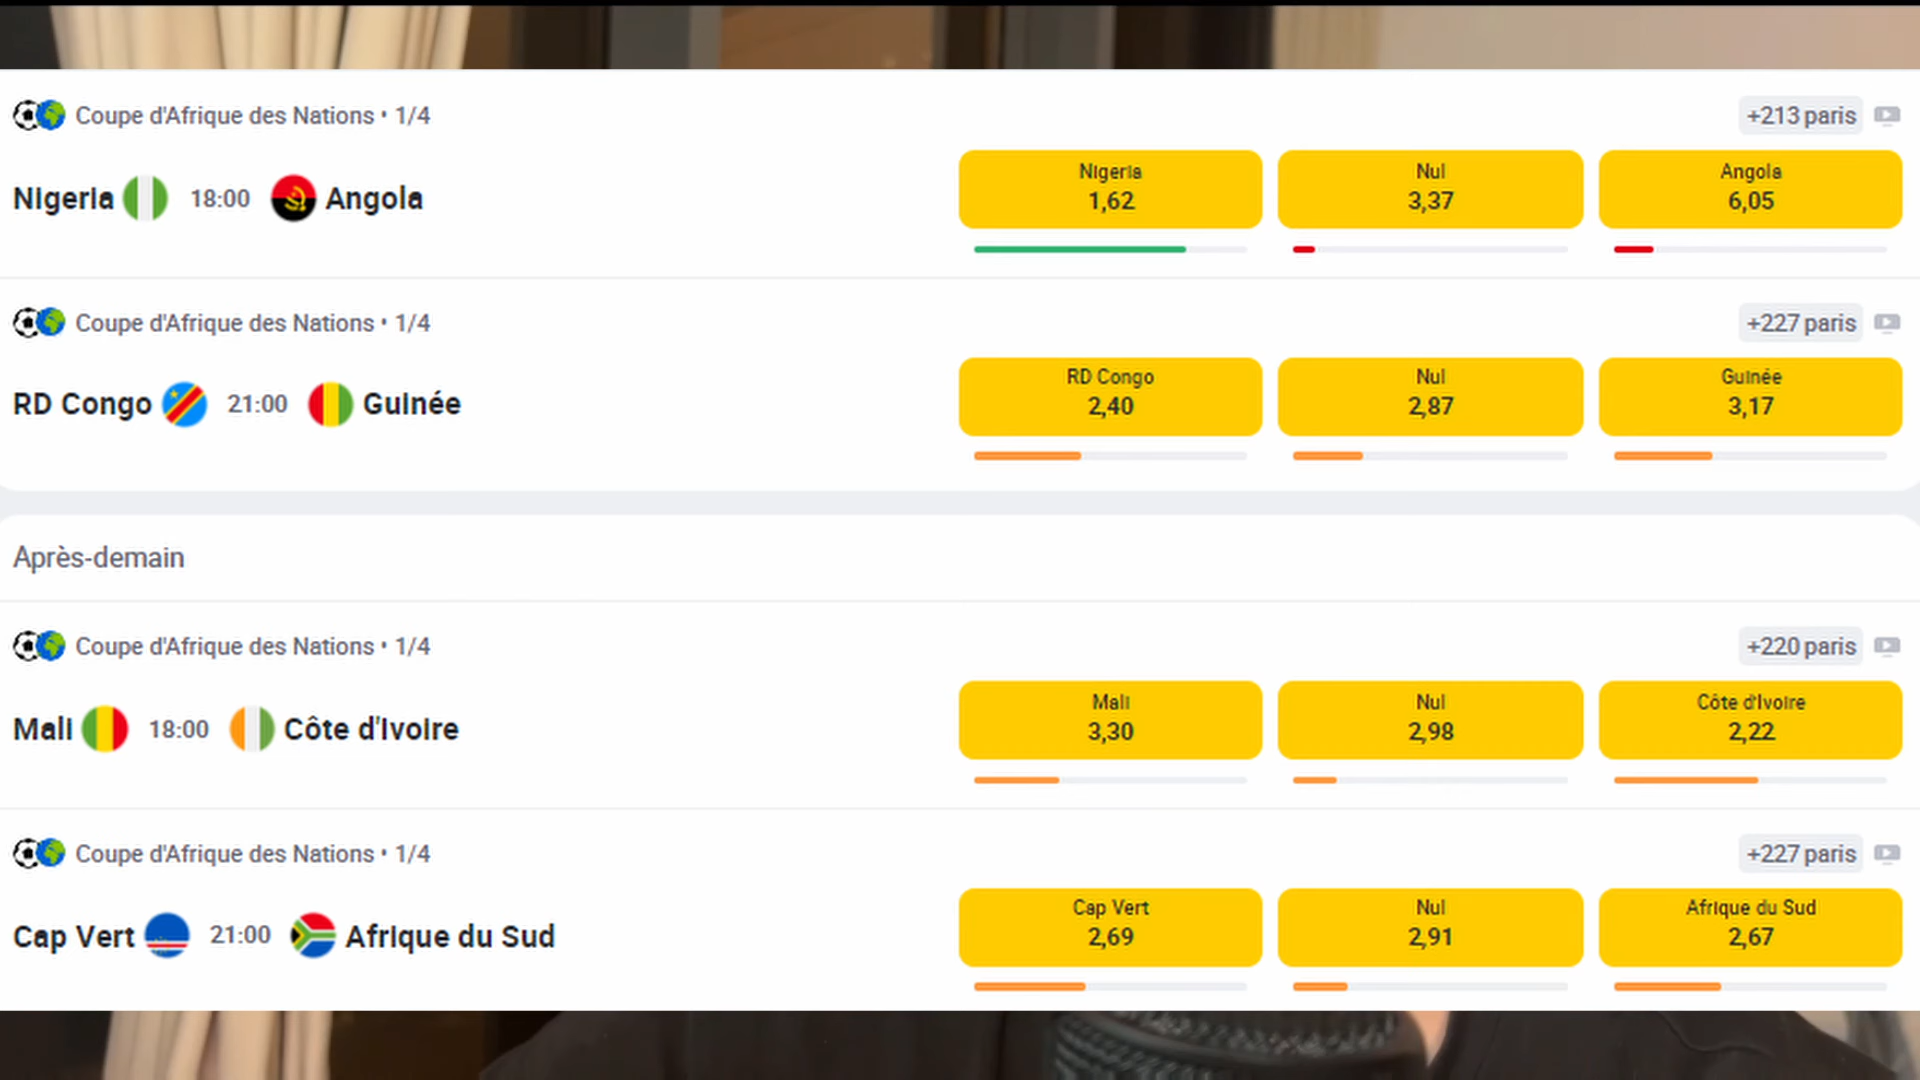 Coupe d'Afrique des Nations • 1/4
+213 paris
Nigeria 18:00 Angola
Nigeria
1,62
Nul
3,37
Angola
6,05
Coupe d'Afrique des Nations • 1/4
+227 paris
RD Congo 21:00 Guinée
RD Congo
2,40
Nul
2,87
Guinée
3,17
Après-demain
Coupe d'Afrique des Nations • 1/4
+220 paris
Mali 18:00 Côte d'Ivoire
Mali
3,30
Nul
2,98
Côte d'Ivoire
2,22
Coupe d'Afrique des Nations • 1/4
+227 paris
Cap Vert 21:00 Afrique du Sud
Cap Vert
2,69
Nul
2,91
Afrique du Sud
2,67